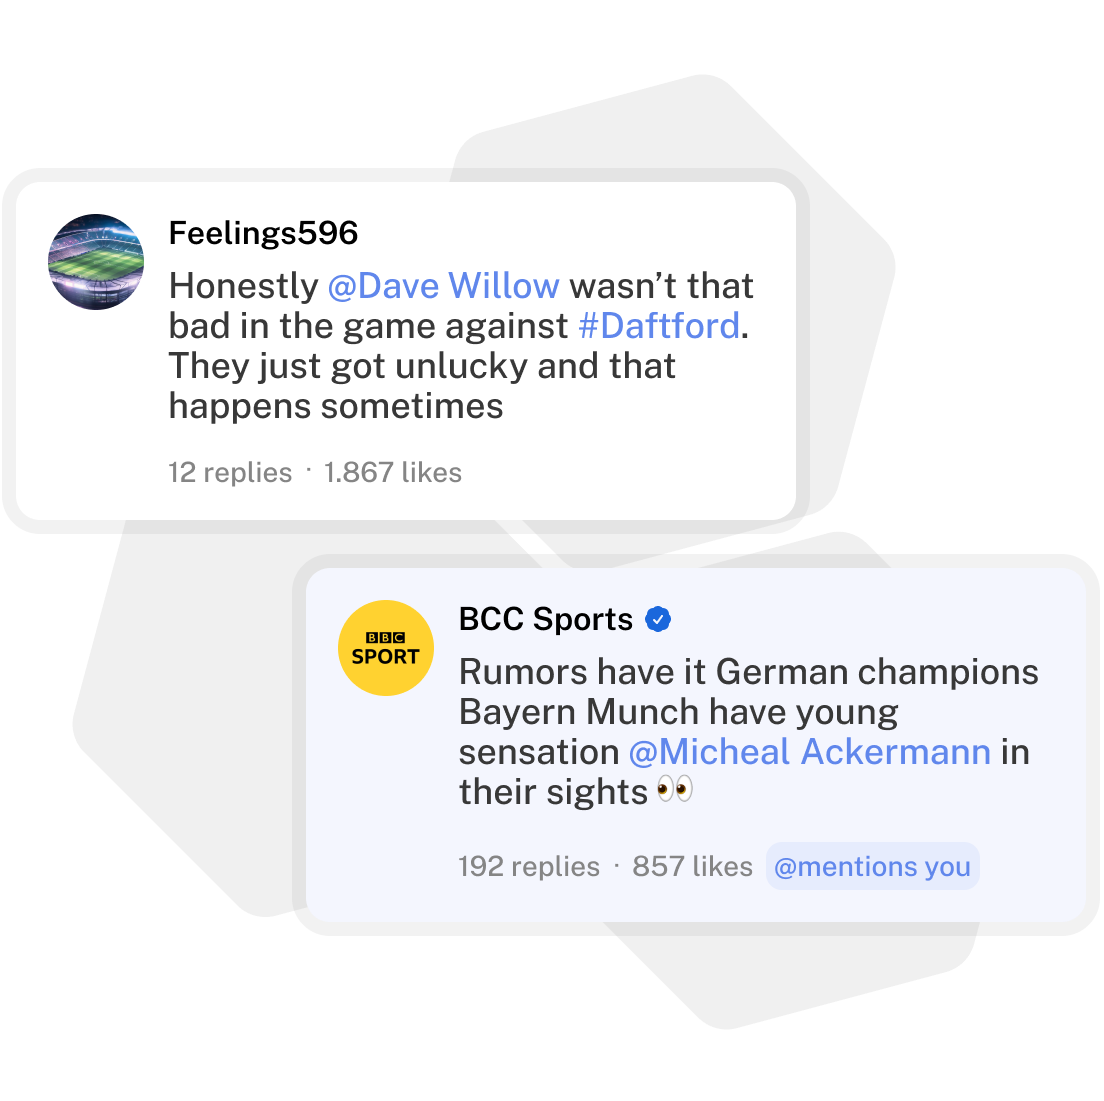 Feelings596
Honestly @Dave Willow wasn’t that
bad in the game against #Daftford.
They just got unlucky and that
happens sometimes
12 replies · 1.867 likes
BCC Sports
BBC
SPORT
Rumors have it German champions
Bayern Munch have young
sensation @Micheal Ackermann in
their sights 👀
192 replies · 857 likes @mentions you